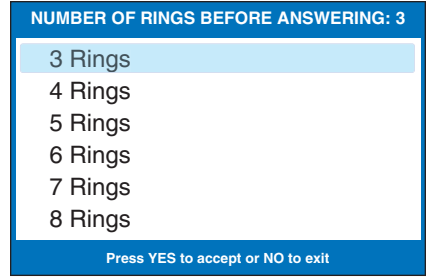 NUMBER OF RINGS BEFORE ANSWERING: 3
3 Rings
4 Rings
5 Rings
6 Rings
7 Rings
8 Rings
Press YES to accept or NO to exit